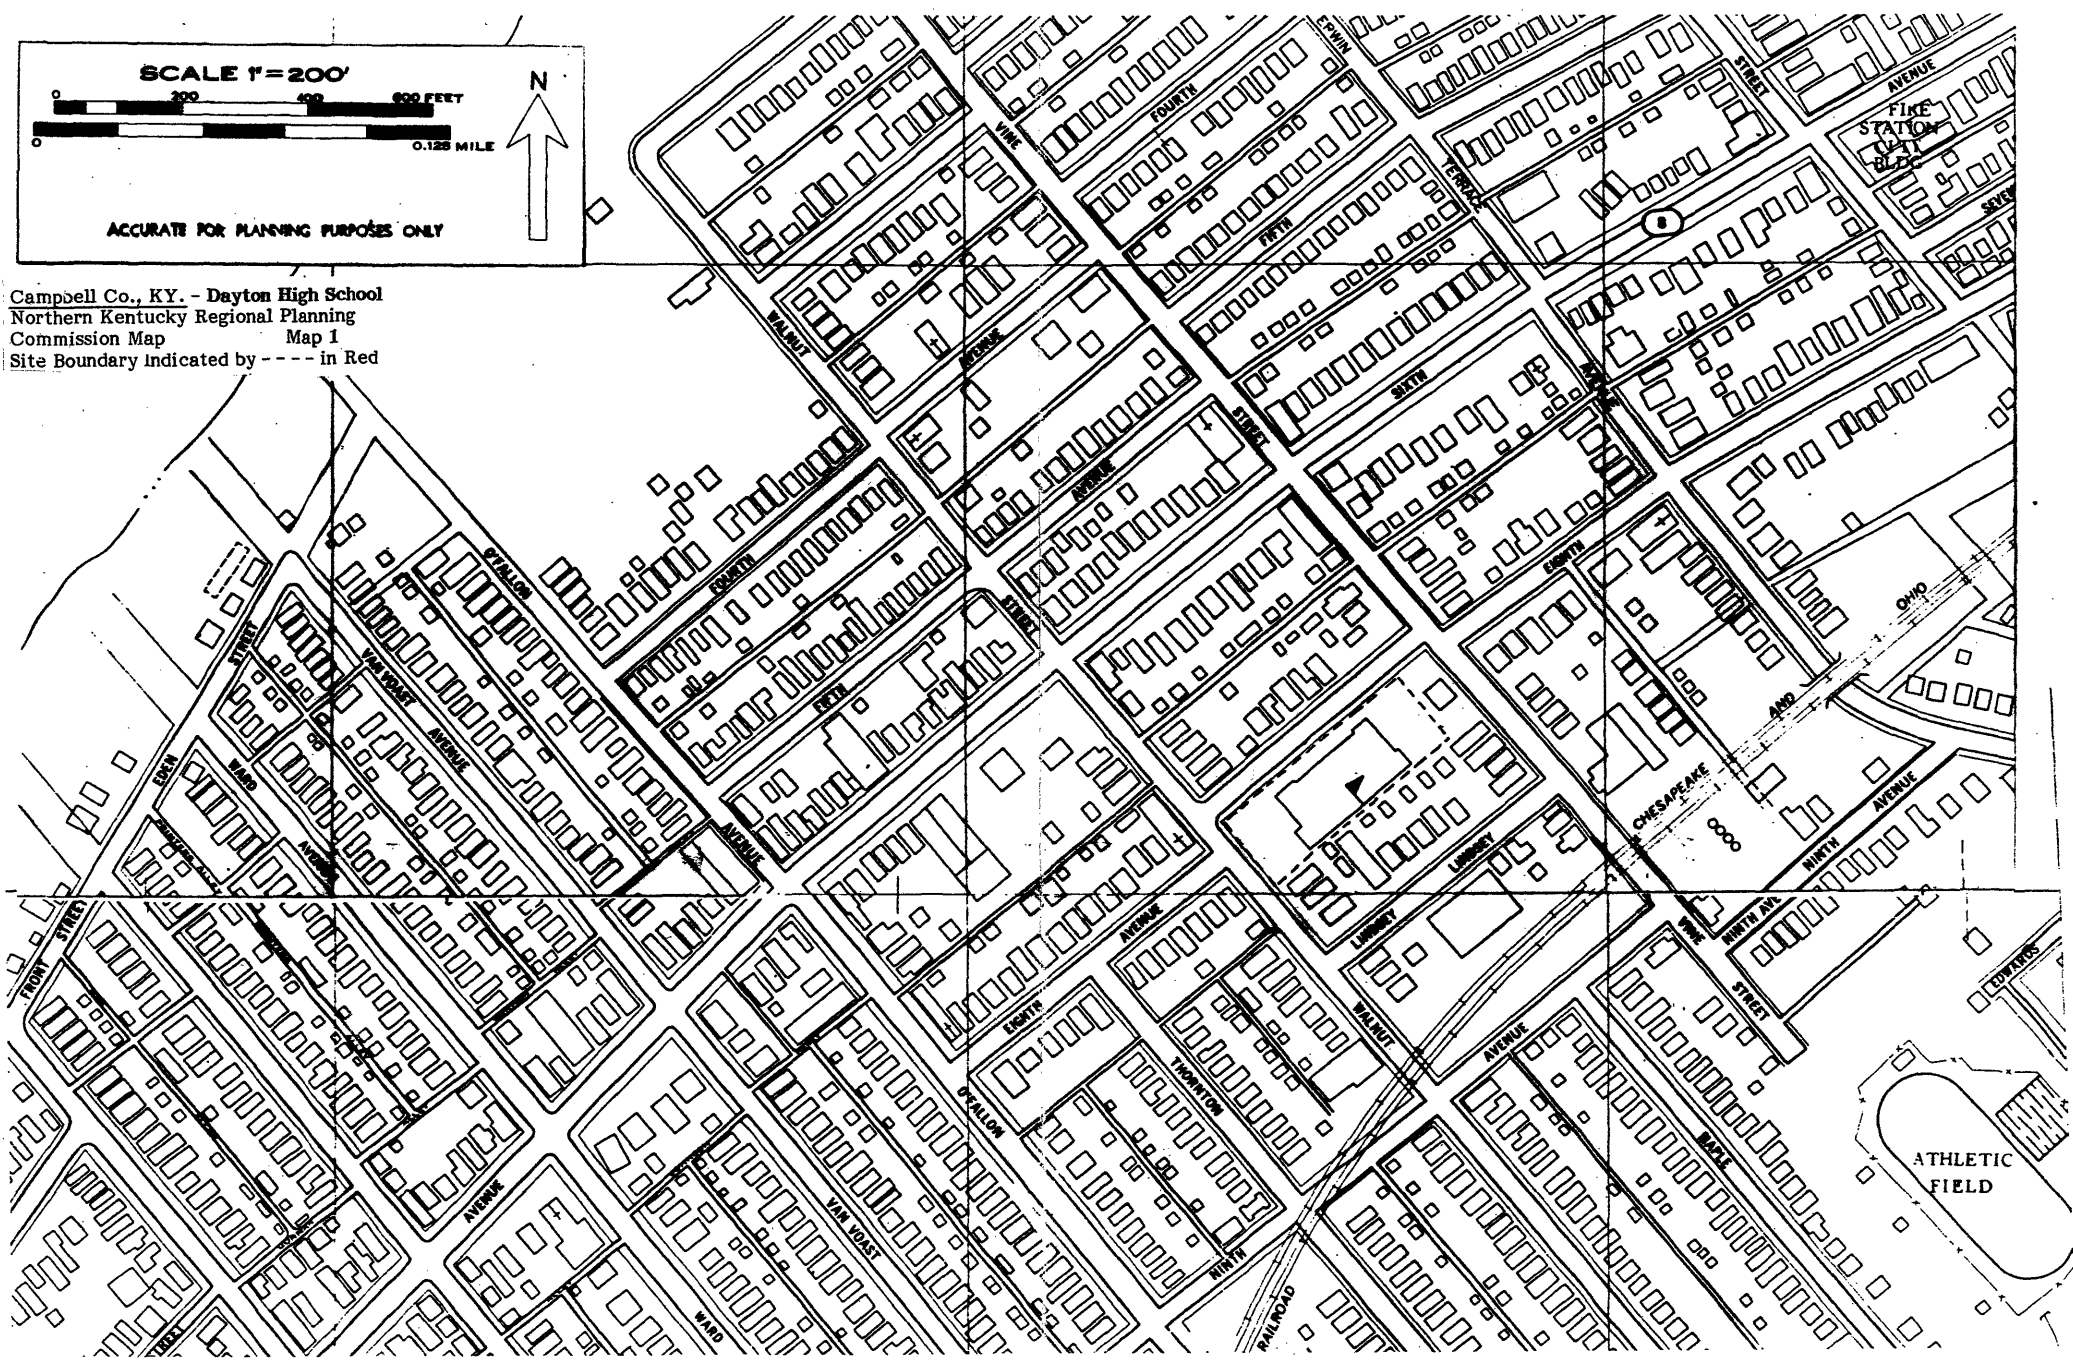 SCALE 1"=200'
0 200 400 600 FEET
0 0.125 MILE
N
ACCURATE FOR PLANNING PURPOSES ONLY
Campbell Co., KY. - Dayton High School
Northern Kentucky Regional Planning
Commission Map Map 1
Site Boundary Indicated by - - - - in Red
FOURTH
VINE
TERRACE
STREET
AVENUE
FIRE
STATION
CITY
BLDG
8
FIFTH
WALNUT
AVENUE
SIXTH
AVENUE
STREET
AVENUE
EIGHTH
O'FALLON
FOURTH
STREET
FIFTH
STREET
VAN VOAST
AVENUE
EDEN
WARD
AVENUE
AVENUE
OHIO
AND
CHESAPEAKE
AVENUE
NINTH
NINTH AVE
LINDSEY
LINDSEY
AVENUE
EIGHTH
STREET
FRONT
VINE
STREET
EDWARDS
WALNUT
AVENUE
THORNTON
O'FALLON
MAPLE
ATHLETIC
FIELD
AVENUE
VAN VOAST
NINTH
WARD
RAILROAD
STREET